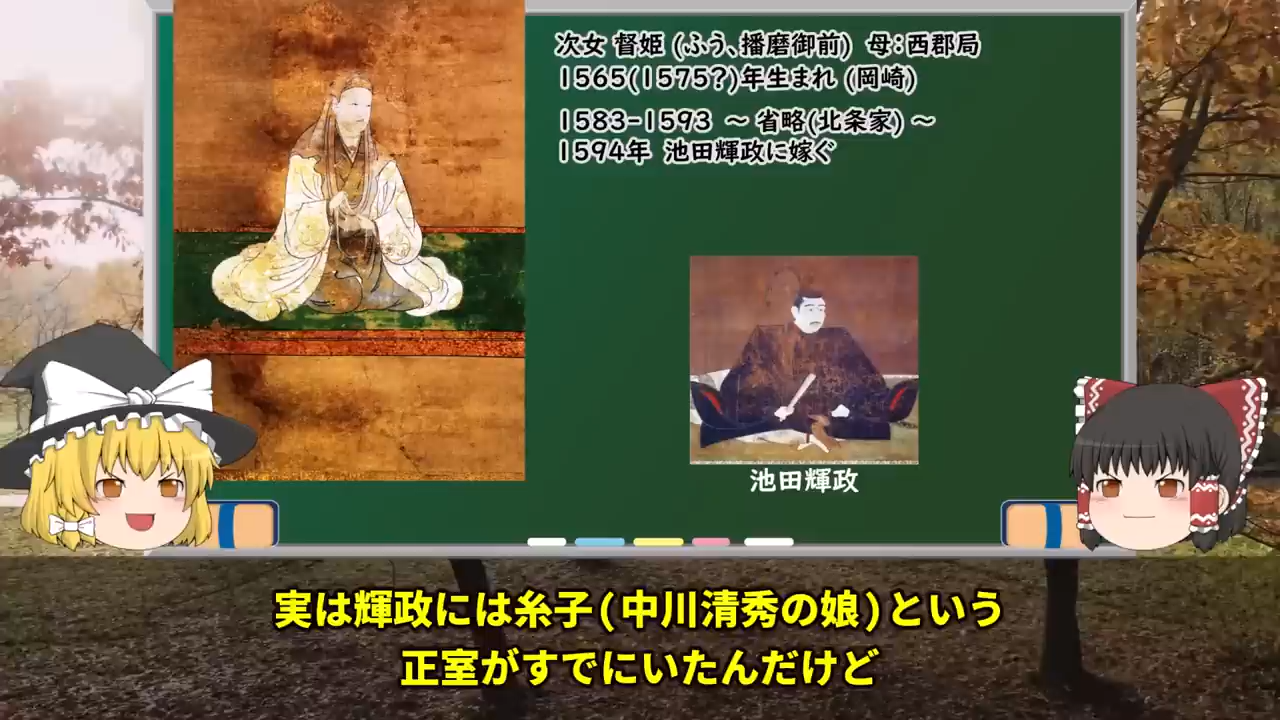 次女 督姫 (ふう、播磨御前) 母:西郡局
1565(1575?)年生まれ (岡崎)
1583-1593 ～ 省略(北条家) ～
1594年 池田輝政に嫁ぐ
池田輝政
実は輝政には糸子(中川清秀の娘)という
正室がすでにいたんだけど